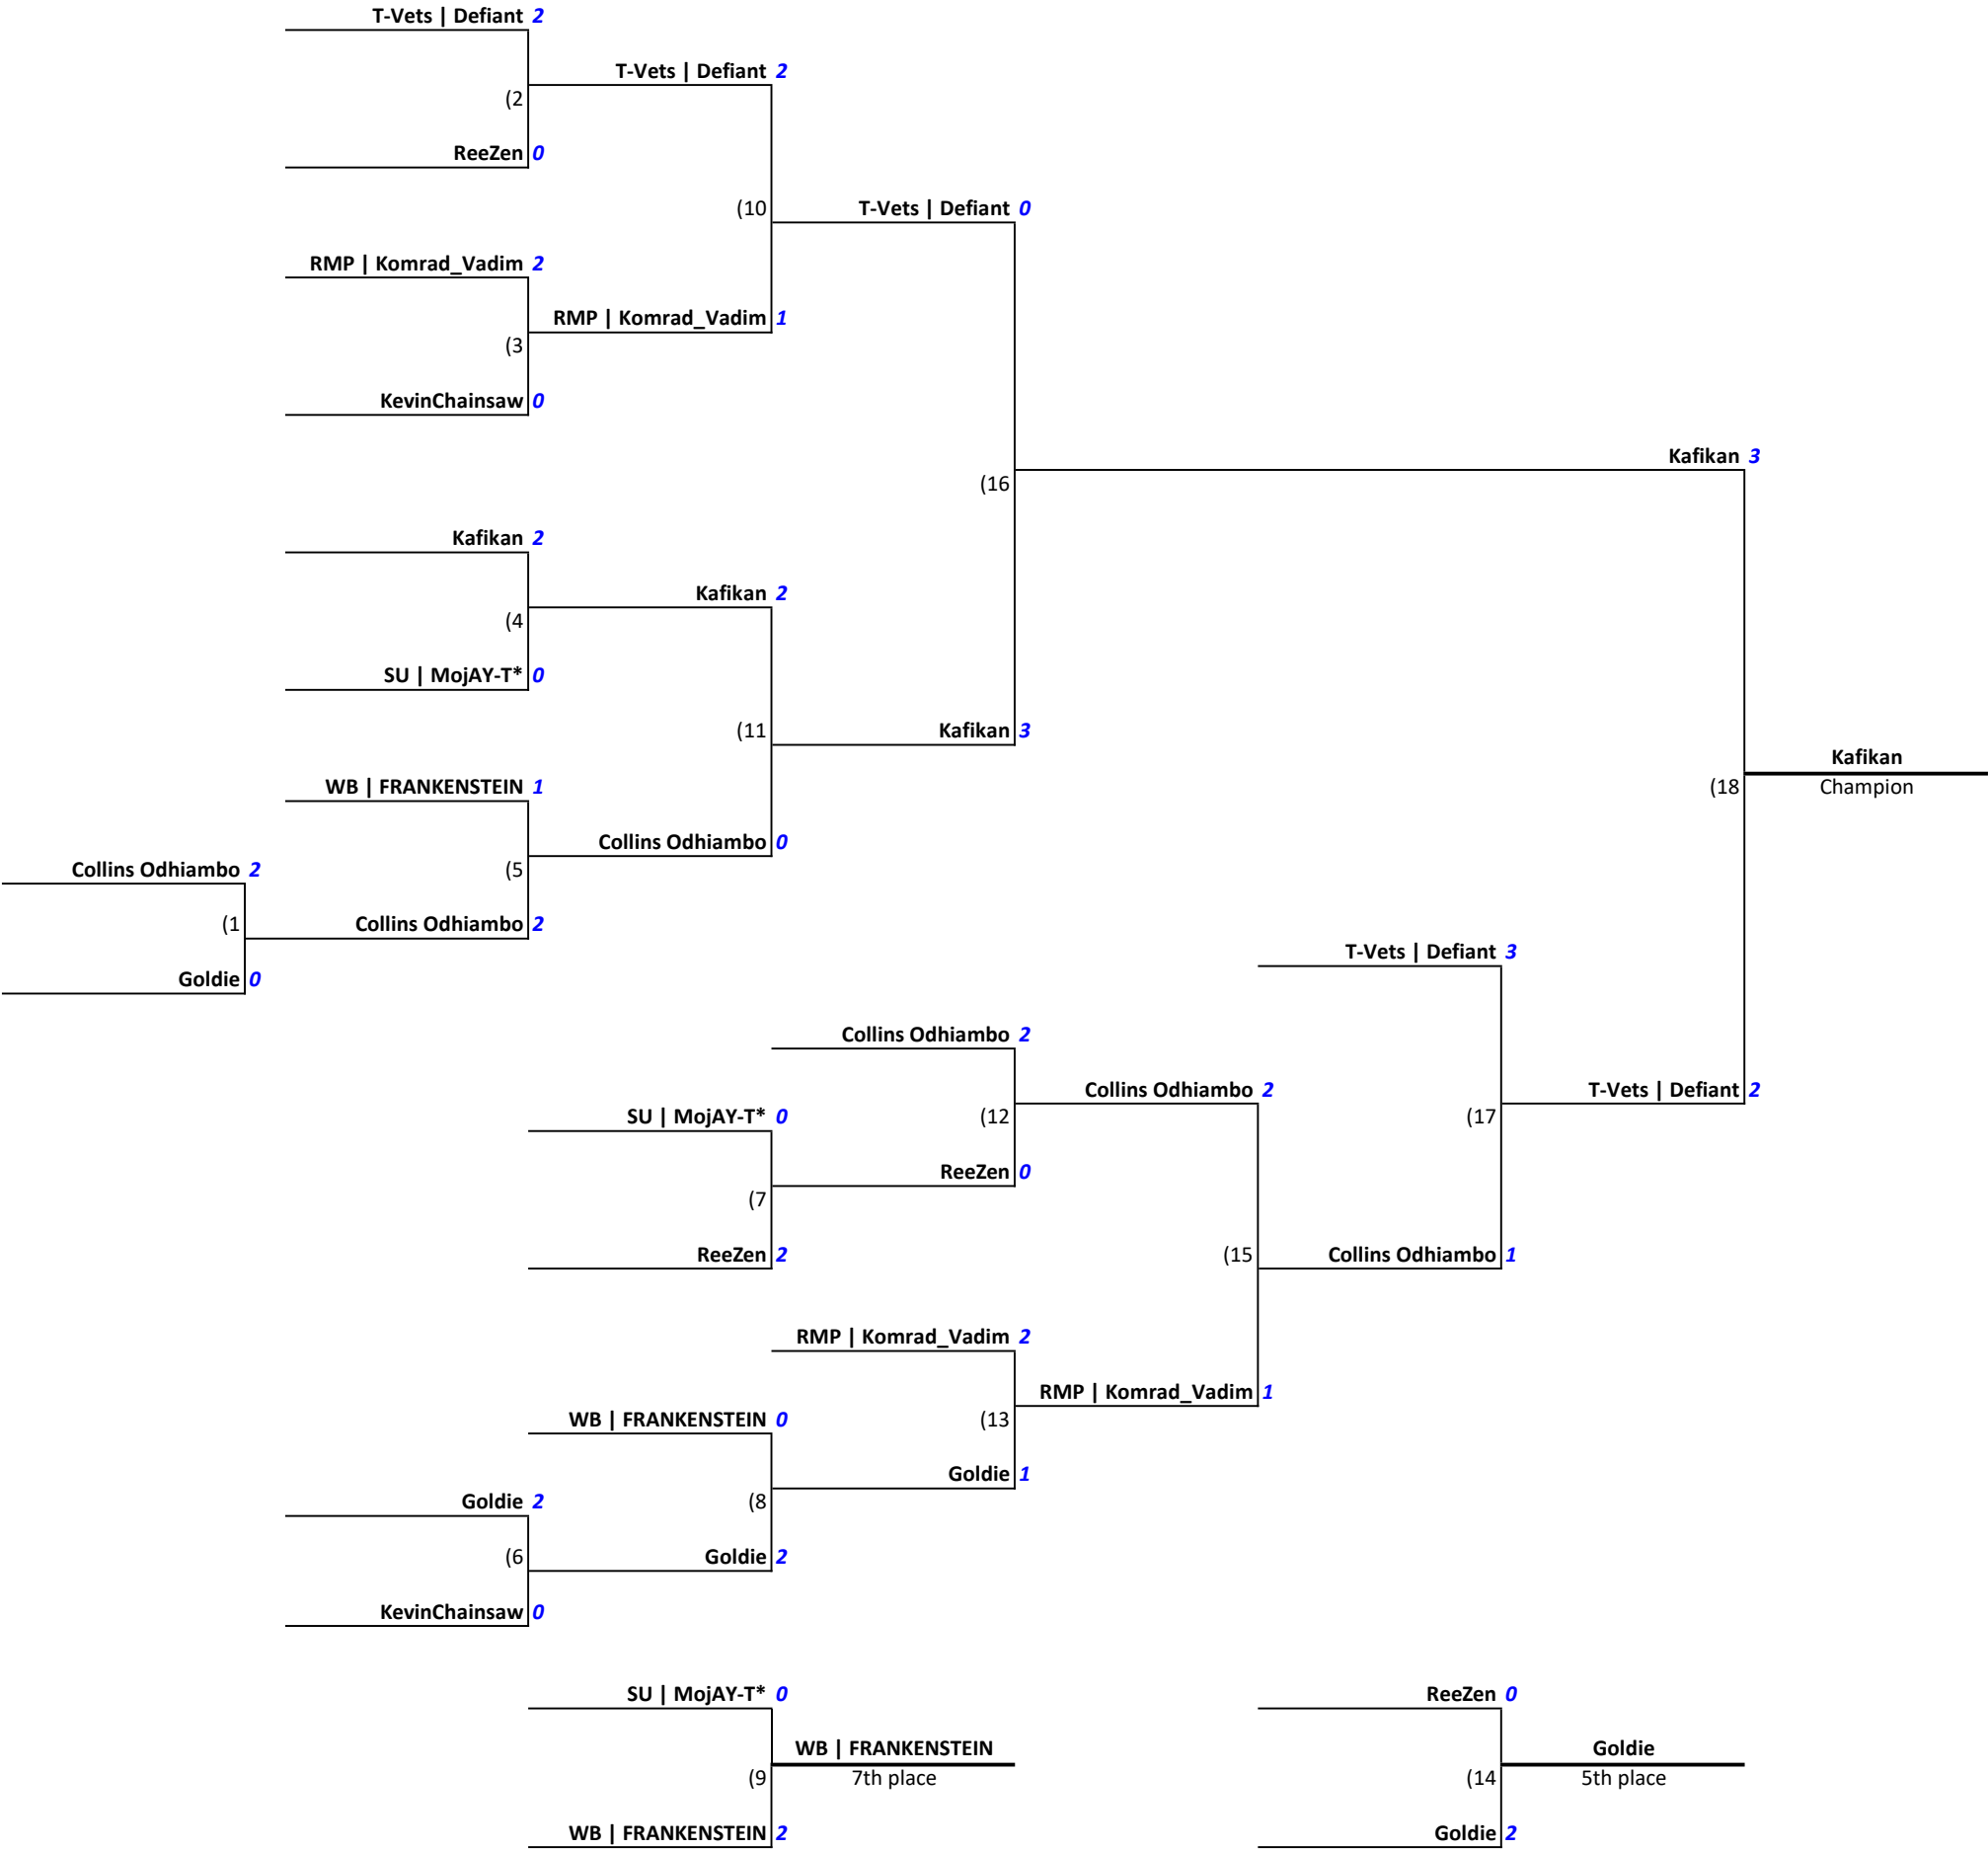 T-Vets | Defiant 2
T-Vets | Defiant 2
(2
ReeZen 0
(10
T-Vets | Defiant 0
RMP | Komrad_Vadim 2
RMP | Komrad_Vadim 1
(3
KevinChainsaw 0
Kafikan 3
(16
Kafikan 2
Kafikan 2
(4
SU | MojAY-T* 0
(11
Kafikan 3
Kafikan
(18
Champion
WB | FRANKENSTEIN 1
Collins Odhiambo 0
Collins Odhiambo 2
(5
(1
Collins Odhiambo 2
T-Vets | Defiant 3
Goldie 0
Collins Odhiambo 2
Collins Odhiambo 2
T-Vets | Defiant 2
SU | MojAY-T* 0
(12
(17
ReeZen 0
(7
ReeZen 2
(15
Collins Odhiambo 1
RMP | Komrad_Vadim 2
RMP | Komrad_Vadim 1
WB | FRANKENSTEIN 0
(13
Goldie 1
Goldie 2
(8
(6
Goldie 2
KevinChainsaw 0
SU | MojAY-T* 0
ReeZen 0
WB | FRANKENSTEIN
Goldie
(9
7th place
(14
5th place
WB | FRANKENSTEIN 2
Goldie 2